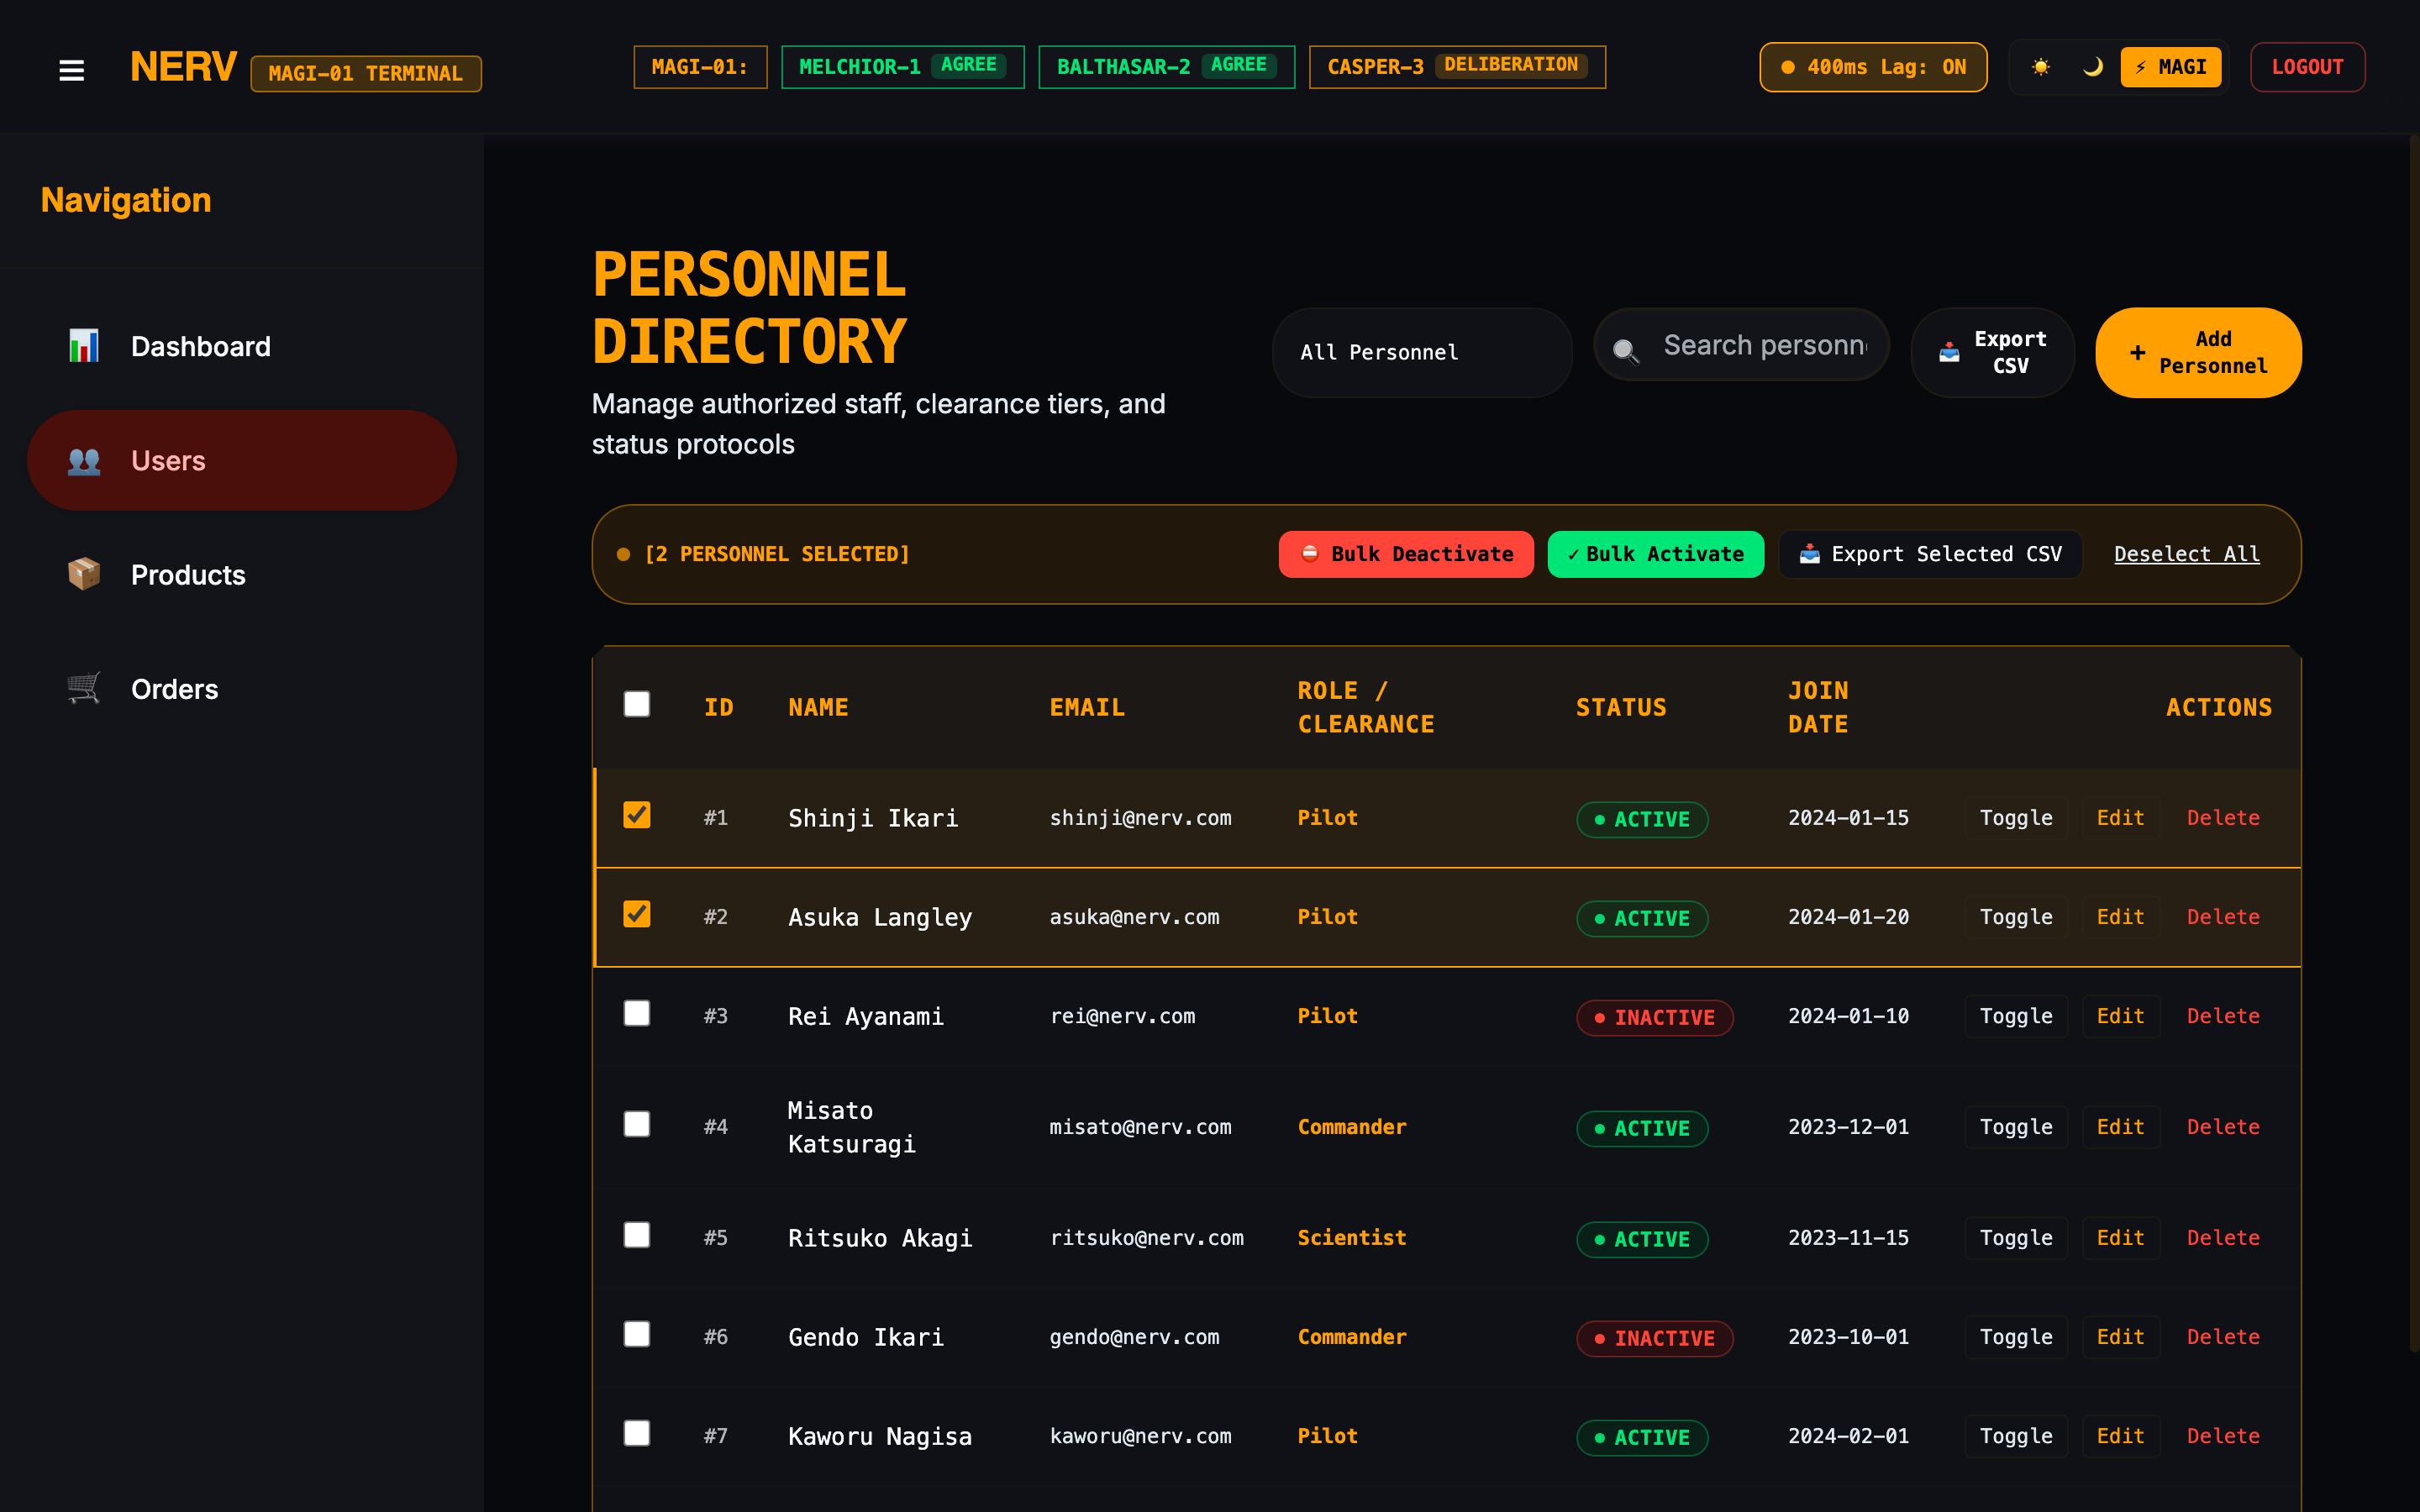 NERV MAGI-01 TERMINAL
MAGI-01: MELCHIOR-1 AGREE BALTHASAR-2 AGREE CASPER-3 DELIBERATION
400ms Lag: ON ⚡ MAGI LOGOUT
Navigation
Dashboard
Users
Products
Orders
PERSONNEL
DIRECTORY
Manage authorized staff, clearance tiers, and
status protocols
All Personnel
Search personn
Export
CSV
+ Add
Personnel
[2 PERSONNEL SELECTED]
Bulk Deactivate
✓ Bulk Activate
Export Selected CSV
Deselect All
ID NAME EMAIL ROLE / CLEARANCE STATUS JOIN DATE ACTIONS
#1 Shinji Ikari shinji@nerv.com Pilot ACTIVE 2024-01-15 Toggle Edit Delete
#2 Asuka Langley asuka@nerv.com Pilot ACTIVE 2024-01-20 Toggle Edit Delete
#3 Rei Ayanami rei@nerv.com Pilot INACTIVE 2024-01-10 Toggle Edit Delete
#4 Misato Katsuragi misato@nerv.com Commander ACTIVE 2023-12-01 Toggle Edit Delete
#5 Ritsuko Akagi ritsuko@nerv.com Scientist ACTIVE 2023-11-15 Toggle Edit Delete
#6 Gendo Ikari gendo@nerv.com Commander INACTIVE 2023-10-01 Toggle Edit Delete
#7 Kaworu Nagisa kaworu@nerv.com Pilot ACTIVE 2024-02-01 Toggle Edit Delete